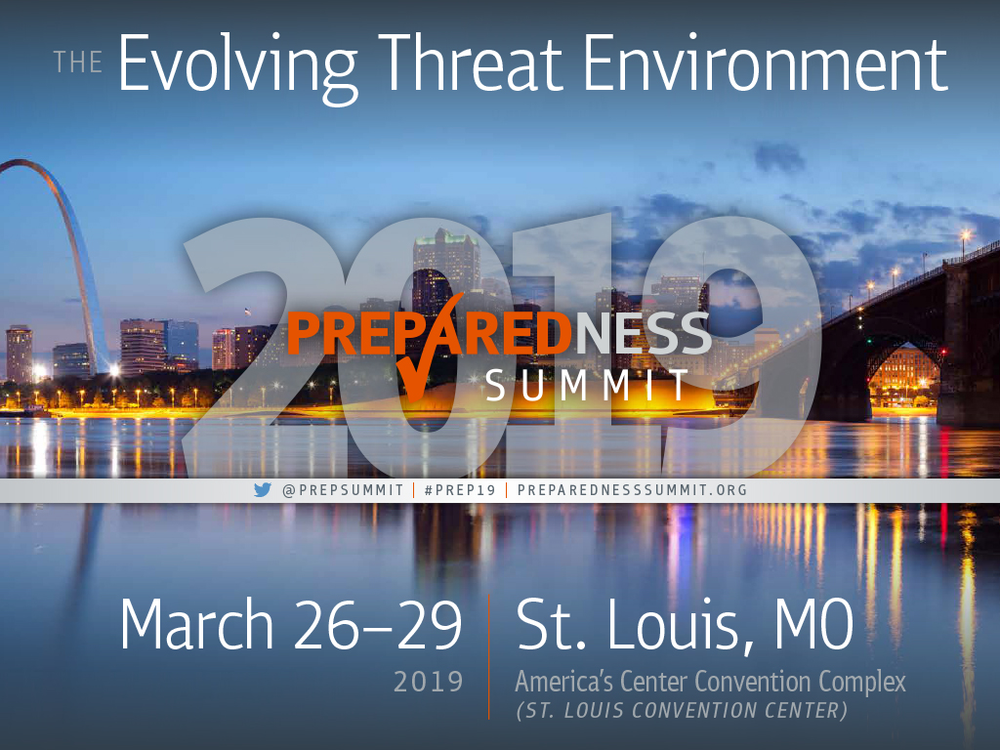 THE Evolving Threat Environment
2019
PREPAREDNESS
SUMMIT
@PREPSUMMIT | #PREP19 | PREPAREDNESSSUMMIT.ORG
March 26–29
2019
St. Louis, MO
America's Center Convention Complex
(ST. LOUIS CONVENTION CENTER)